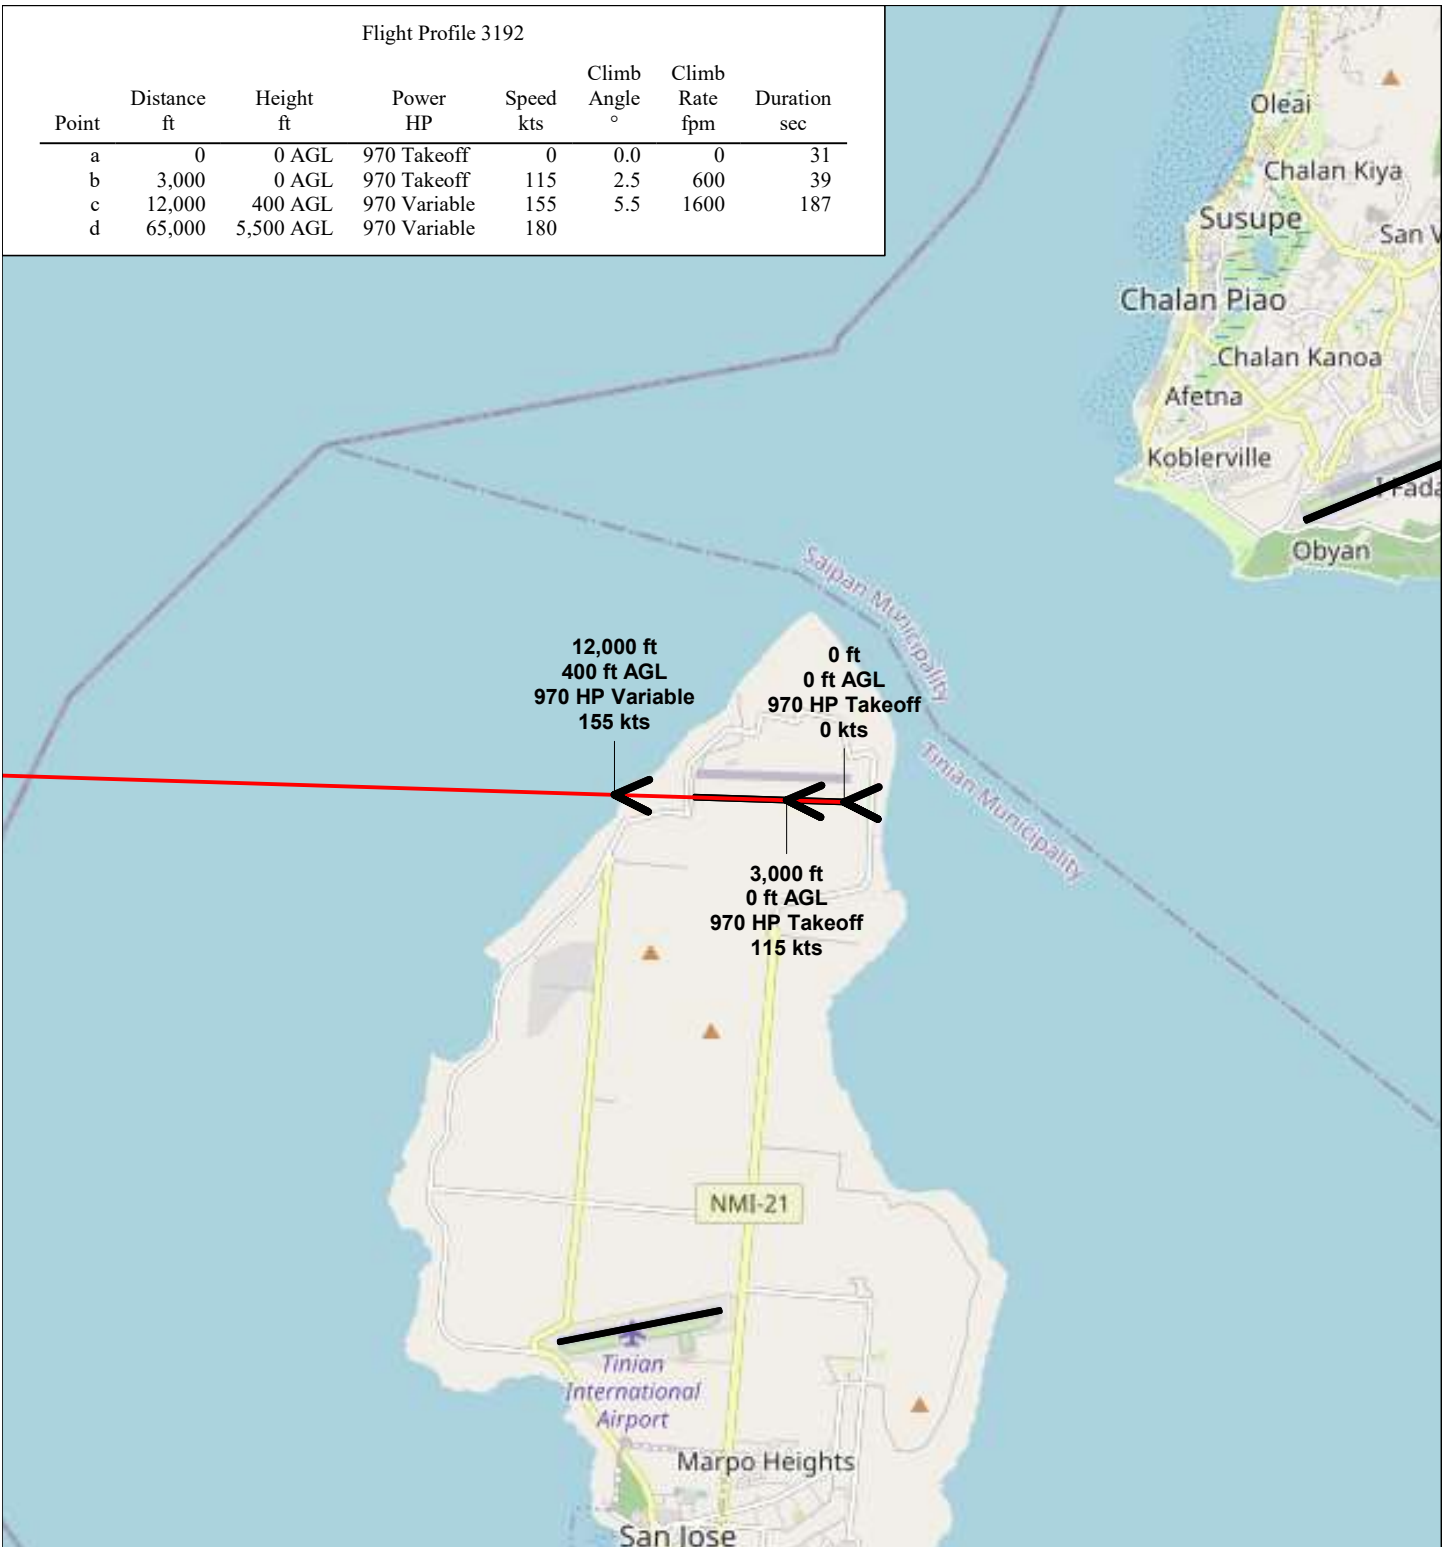 Flight Profile 3192
Climb Climb
Distance Height Power Speed Angle Rate Duration
Point ft ft HP kts ° fpm sec
a 0 0 AGL 970 Takeoff 0 0.0 0 31
b 3,000 0 AGL 970 Takeoff 115 2.5 600 39
c 12,000 400 AGL 970 Variable 155 5.5 1600 187
d 65,000 5,500 AGL 970 Variable 180
Oleai
Chalan Kiya
Susupe
San V
Chalan Piao
Chalan Kanoa
Afetna
Koblerville
I Fada
Obyan
Saipan Municipality
Tinian Municipality
12,000 ft
400 ft AGL
970 HP Variable
155 kts
0 ft
0 ft AGL
970 HP Takeoff
0 kts
3,000 ft
0 ft AGL
970 HP Takeoff
115 kts
NMI-21
Tinian
International
Airport
Marpo Heights
San Jose